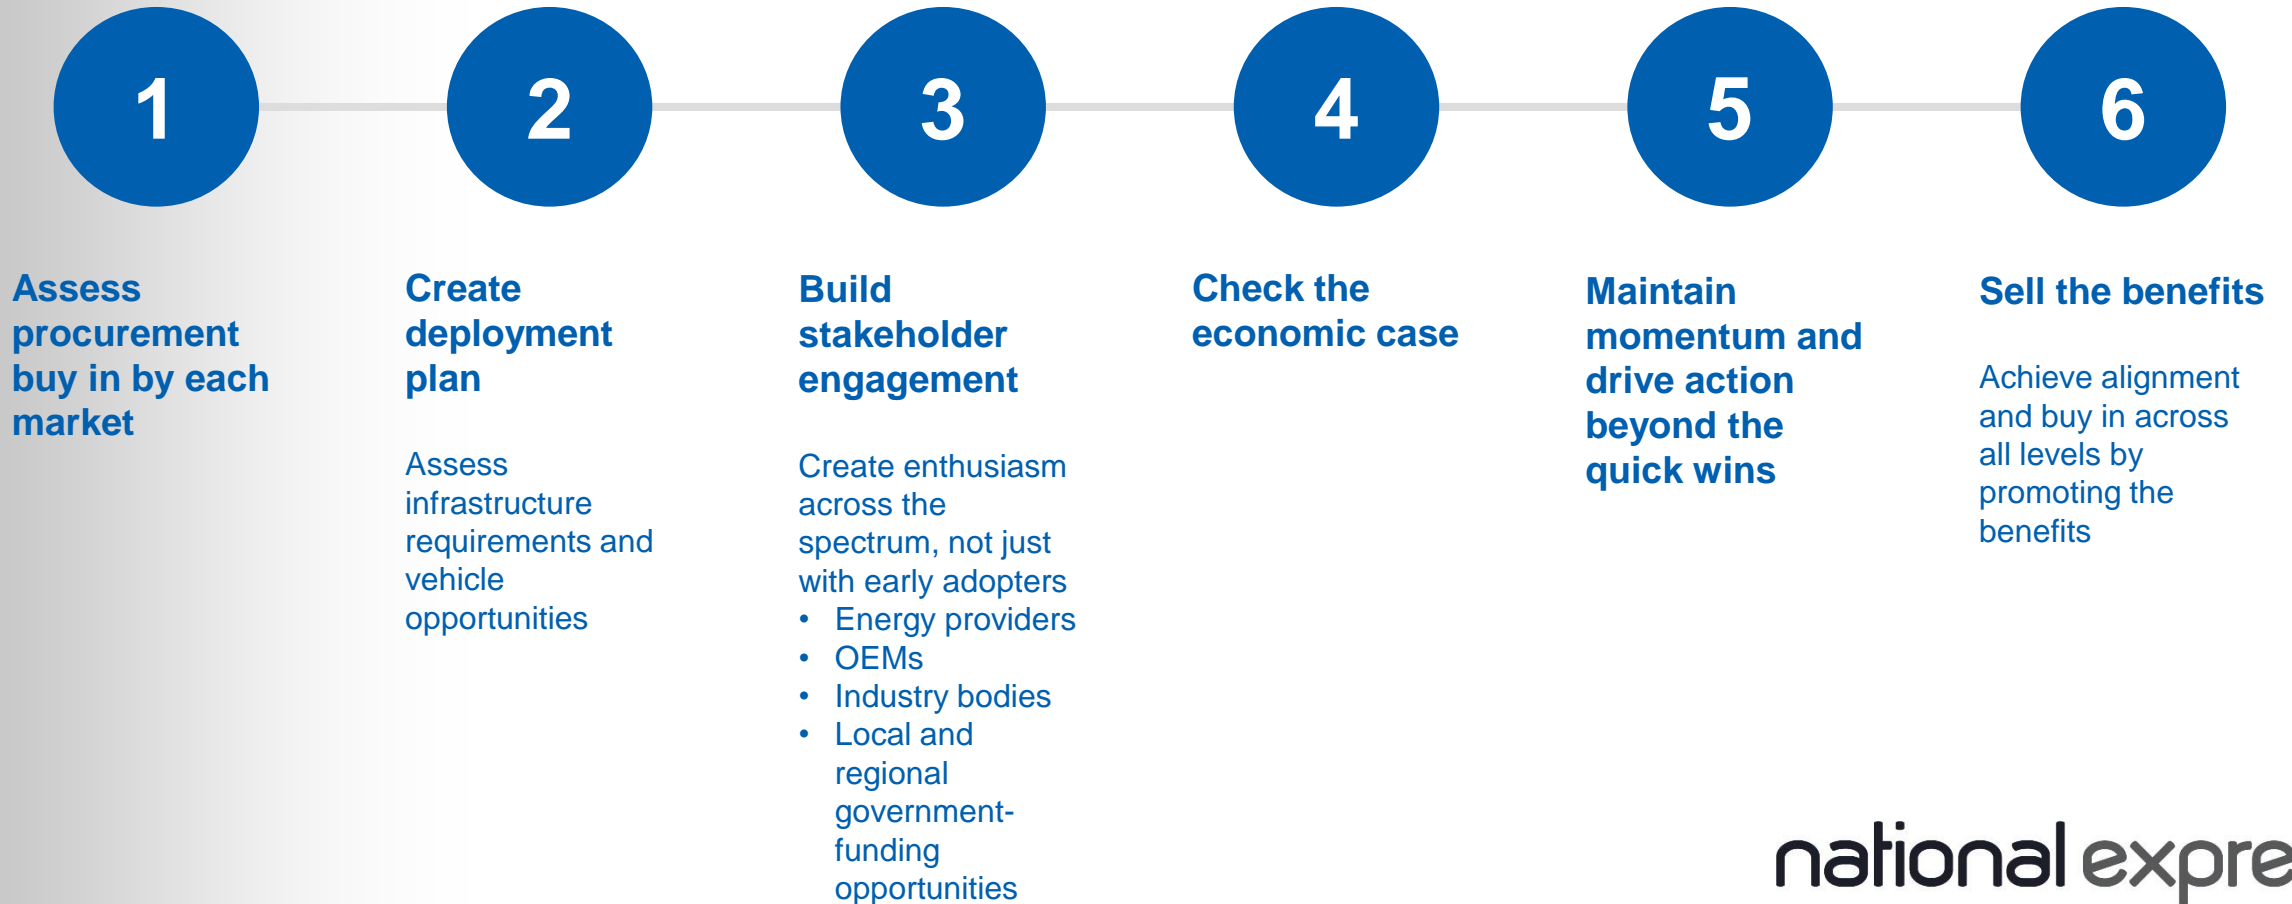 1
2
3
4
5
6
Assess
procurement
buy in by each
market
Create
deployment
plan
Assess
infrastructure
requirements and
vehicle
opportunities
Build
stakeholder
engagement
Create enthusiasm
across the
spectrum, not just
with early adopters
• Energy providers
• OEMs
• Industry bodies
• Local and
regional
government-
funding
opportunities
Check the
economic case
Maintain
momentum and
drive action
beyond the
quick wins
Sell the benefits
Achieve alignment
and buy in across
all levels by
promoting the
benefits
national expre